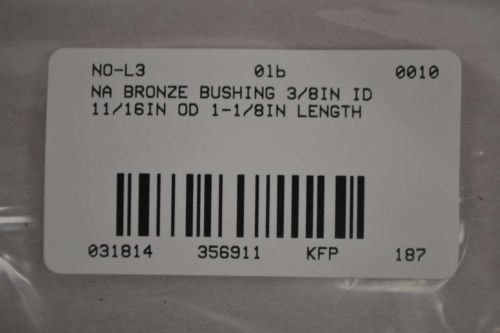 NO-L3 0lb 0010
NA BRONZE BUSHING 3/8IN ID
11/16IN OD 1-1/8IN LENGTH
031814 356911 KFP 187